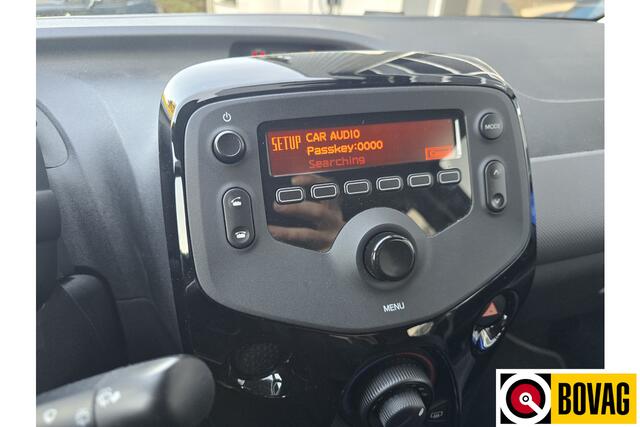 SETUP CAR AUDIO
Passkey:0000
Searching
MODE
MENU
BOVAG